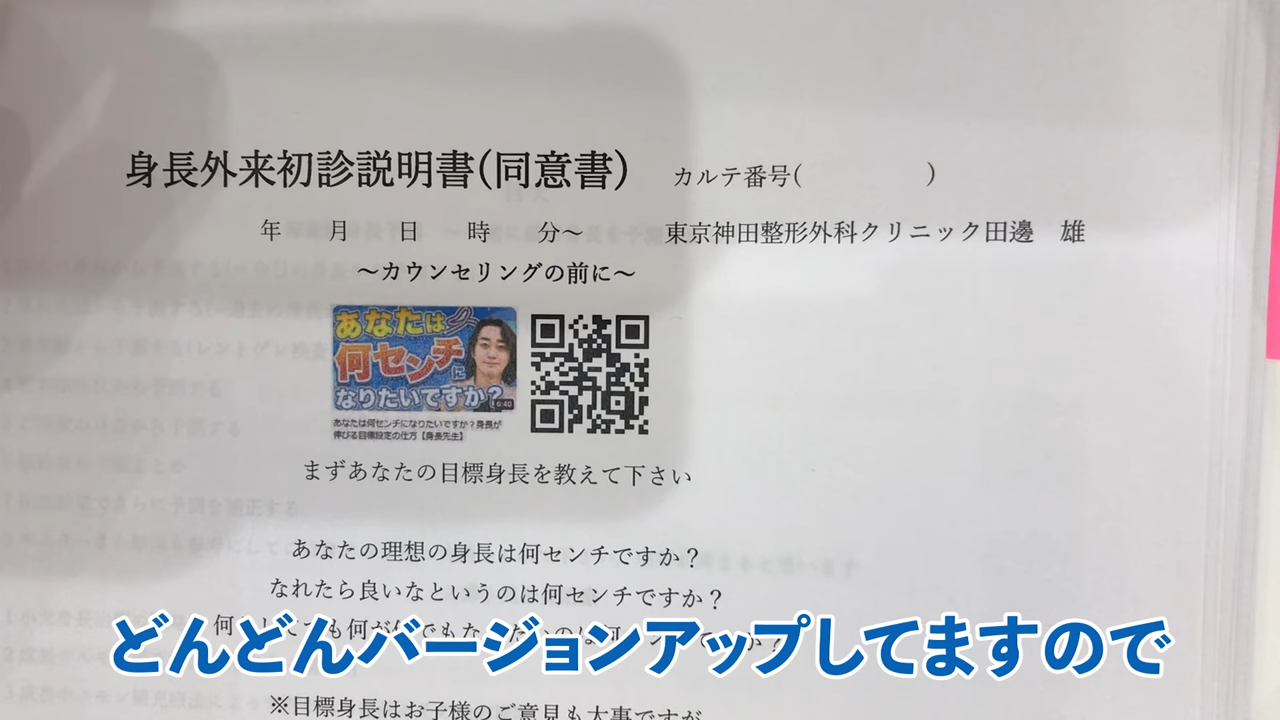 身長外来初診説明書(同意書)　カルテ番号(　　　　)
年　月　日　時　分～　東京神田整形外科クリニック田邊　雄
～カウンセリングの前に～
あなたは
何センチに
なりたいですか?
6:40
あなたは何センチになりたいですか?身長が
伸びる目標設定の仕方【身長先生】
まずあなたの目標身長を教えて下さい
あなたの理想の身長は何センチですか？
なれたら良いなというのは何センチですか？
どんどんバージョンアップしてますので
※目標身長はお子様のご意見も大事ですが